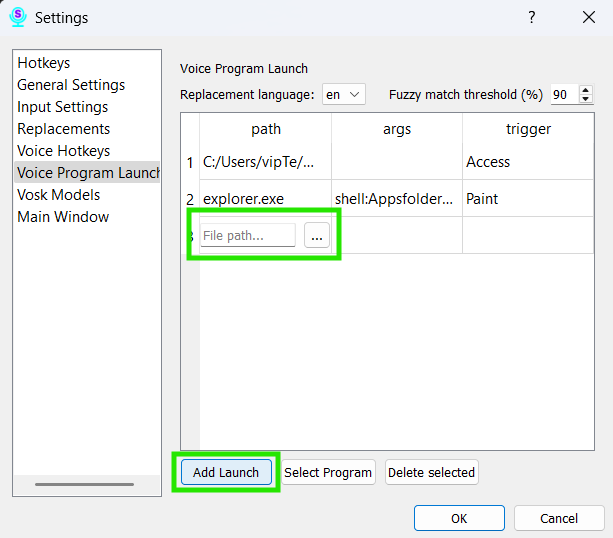 Settings
?
Hotkeys
General Settings
Input Settings
Replacements
Voice Hotkeys
Voice Program Launch
Vosk Models
Main Window
Voice Program Launch
Replacement language: en Fuzzy match threshold (%) 90
path args trigger
1 C:/Users/vipTe/... Access
2 explorer.exe shell:Appsfolder... Paint
3 File path... ...
Add Launch Select Program Delete selected
OK Cancel